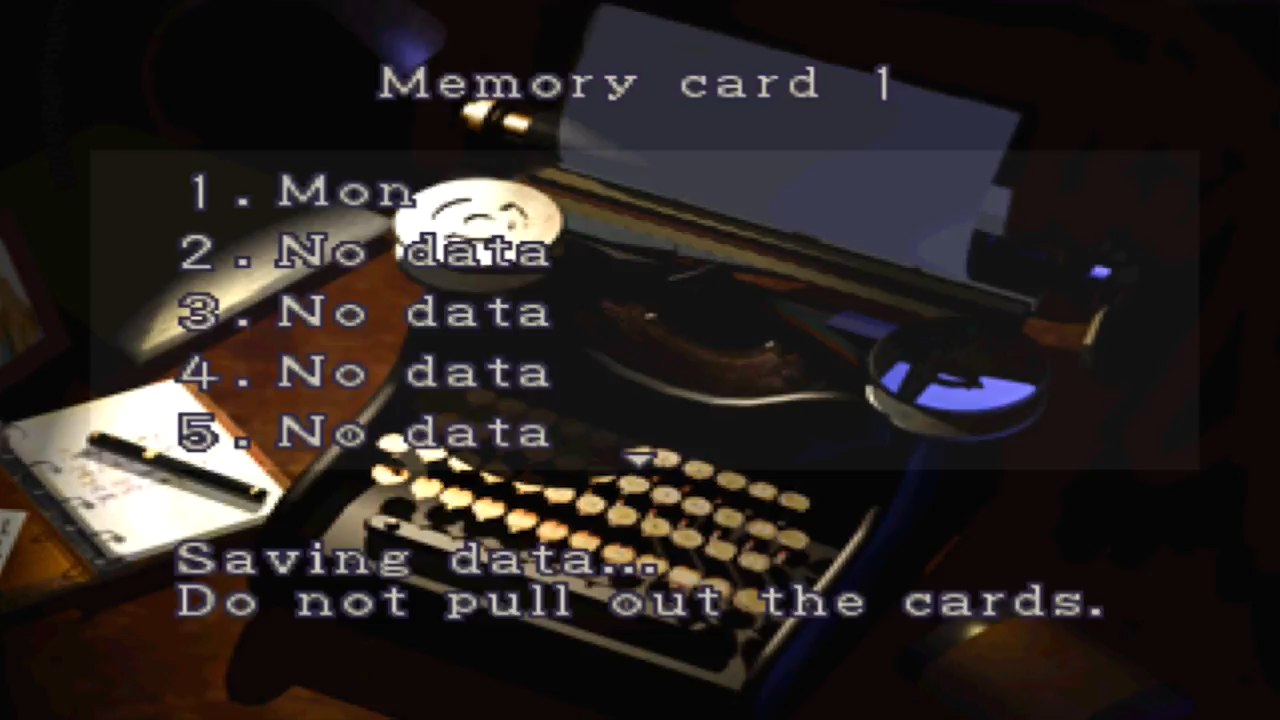 Memory card 1
1. Mon
2. No data
3. No data
4. No data
5. No data
Saving data...
Do not pull out the cards.